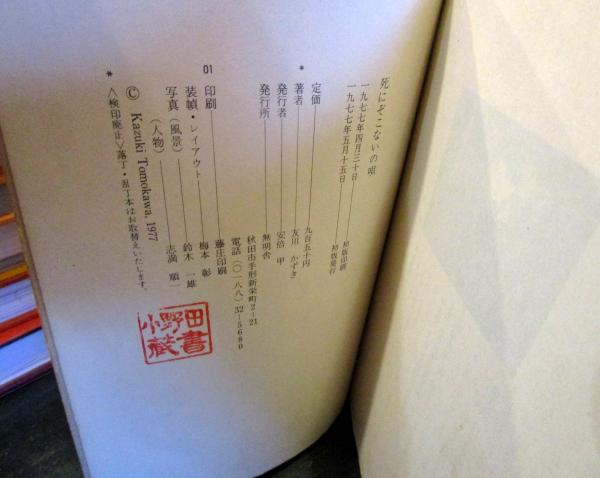 死にぞこないの唄
一九七七年四月三十日――初版印刷
一九七七年五月十五日――初版発行
定価――九百五十円
*
著者――友川かずき
発行者――安倍 甲
発行所――無明舎
秋田市手形新栄町2−21
電話(〇一八八)32−5680
01 印刷――藤庄印刷
装幀・レイアウト――梅本 彰
写真(風景)――鈴木 一雄
(人物)――志満 順一
© Kazuki Tomokawa, 1977
*
〈検印廃止〉落丁・乱丁本はお取替えいたします。
小野田蔵書